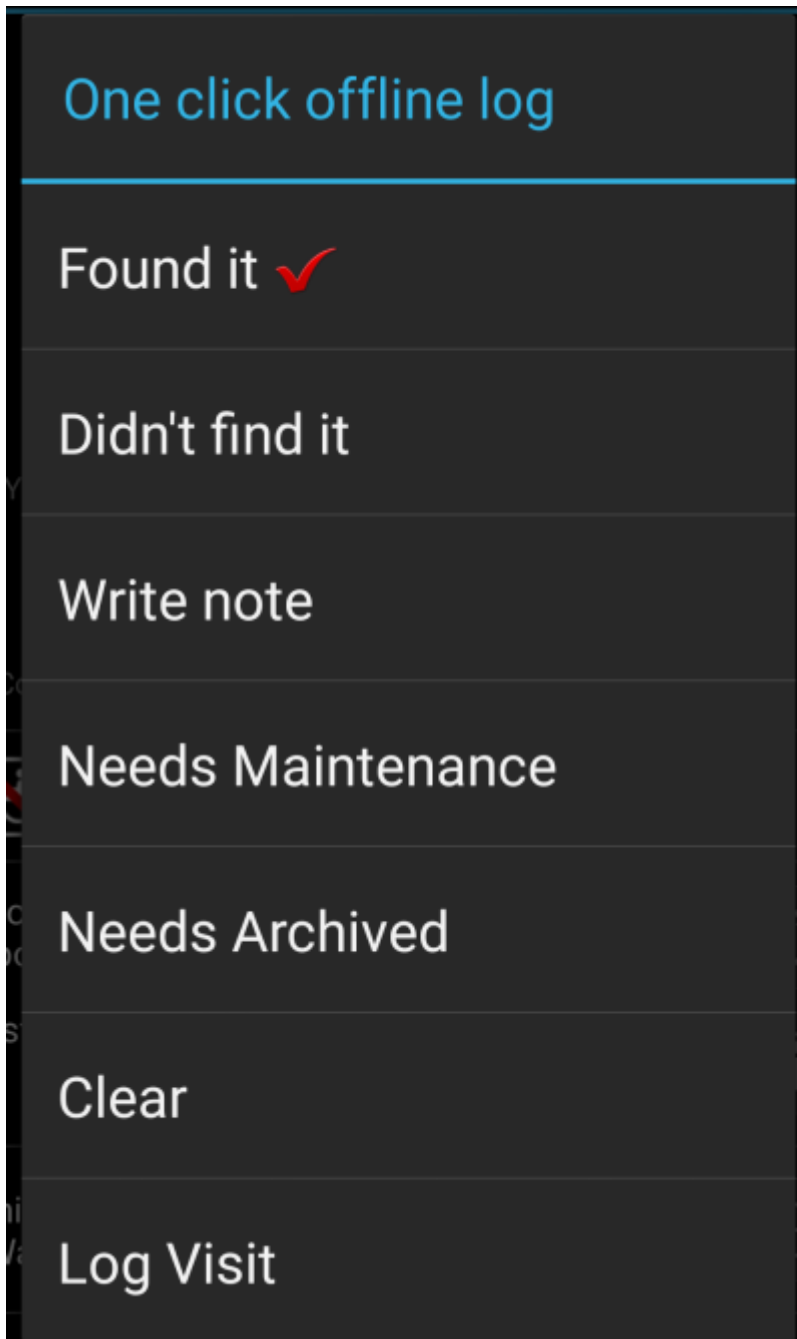 One click offline log
Found it
Didn't find it
Write note
Needs Maintenance
Needs Archived
Clear
Log Visit